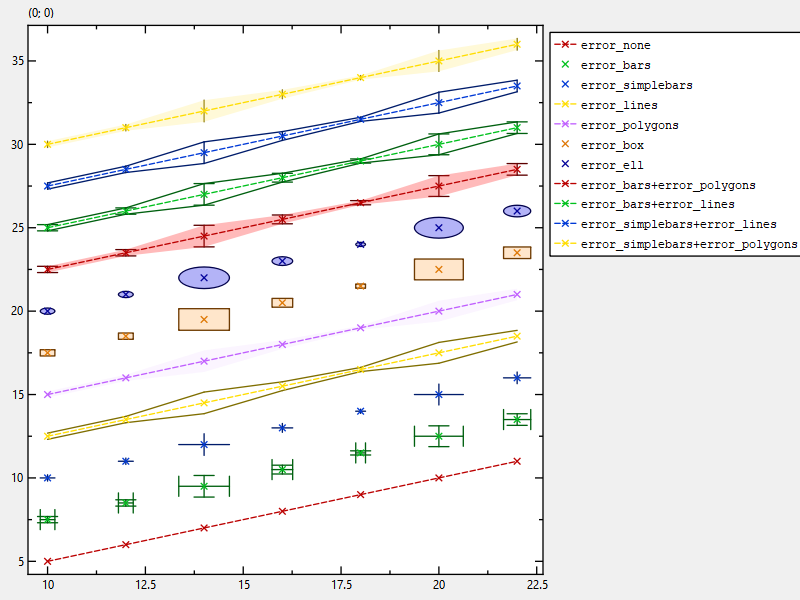 (0; 0)
35
30
25
20
15
10
5
10
12.5
15
17.5
20
22.5
error_none
error_bars
error_simplebars
error_lines
error_polygons
error_box
error_ell
error_bars+error_polygons
error_bars+error_lines
error_simplebars+error_lines
error_simplebars+error_polygons